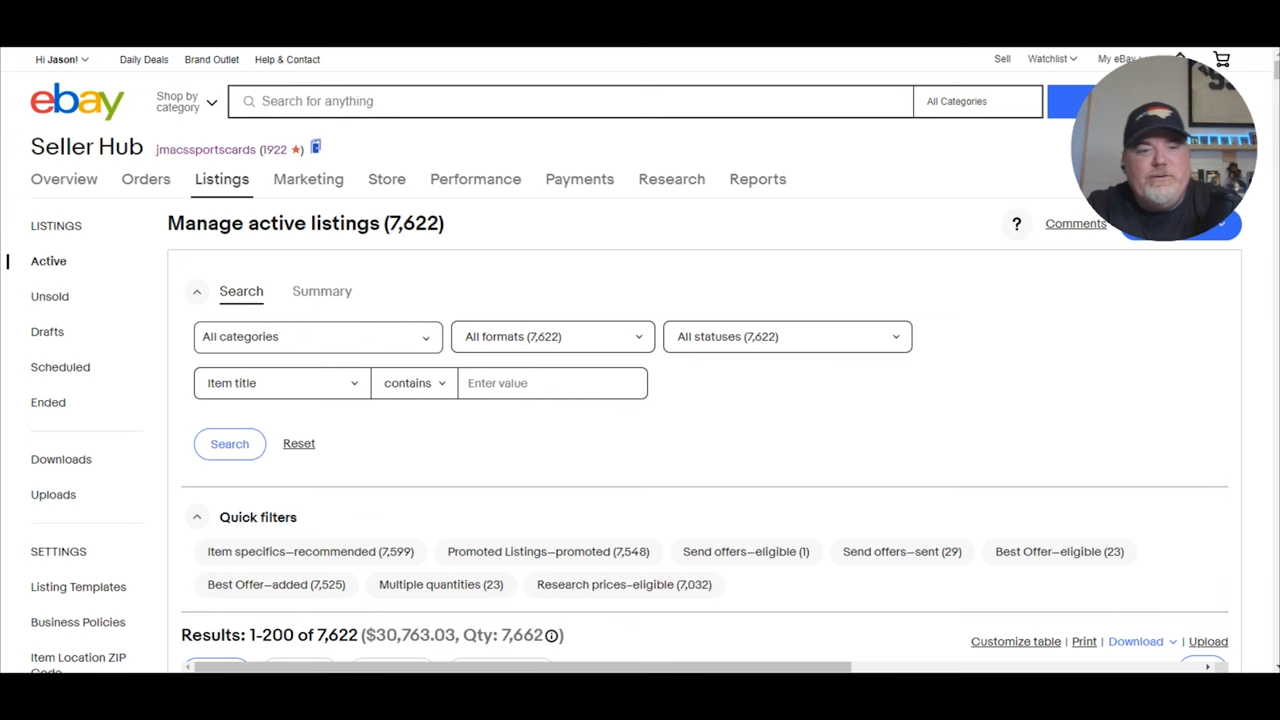 Hi Jason!
Daily Deals
Brand Outlet
Help & Contact
Sell
Watchlist
My eBay
ebay
Shop by
category
Search for anything
All Categories
Seller Hub
jmacssportscards (1922 ★)
Overview
Orders
Listings
Marketing
Store
Performance
Payments
Research
Reports
LISTINGS
Active
Unsold
Drafts
Scheduled
Ended
Downloads
Uploads
SETTINGS
Listing Templates
Business Policies
Item Location ZIP
Manage active listings (7,622)
?
Comments
Search
Summary
All categories
All formats (7,622)
All statuses (7,622)
Item title
contains
Enter value
Search
Reset
Quick filters
Item specifics–recommended (7,599)
Promoted Listings–promoted (7,548)
Send offers–eligible (1)
Send offers–sent (29)
Best Offer–eligible (23)
Best Offer–added (7,525)
Multiple quantities (23)
Research prices–eligible (7,032)
Results: 1-200 of 7,622 ($30,763.03, Qty: 7,662)
Customize table | Print | Download | Upload